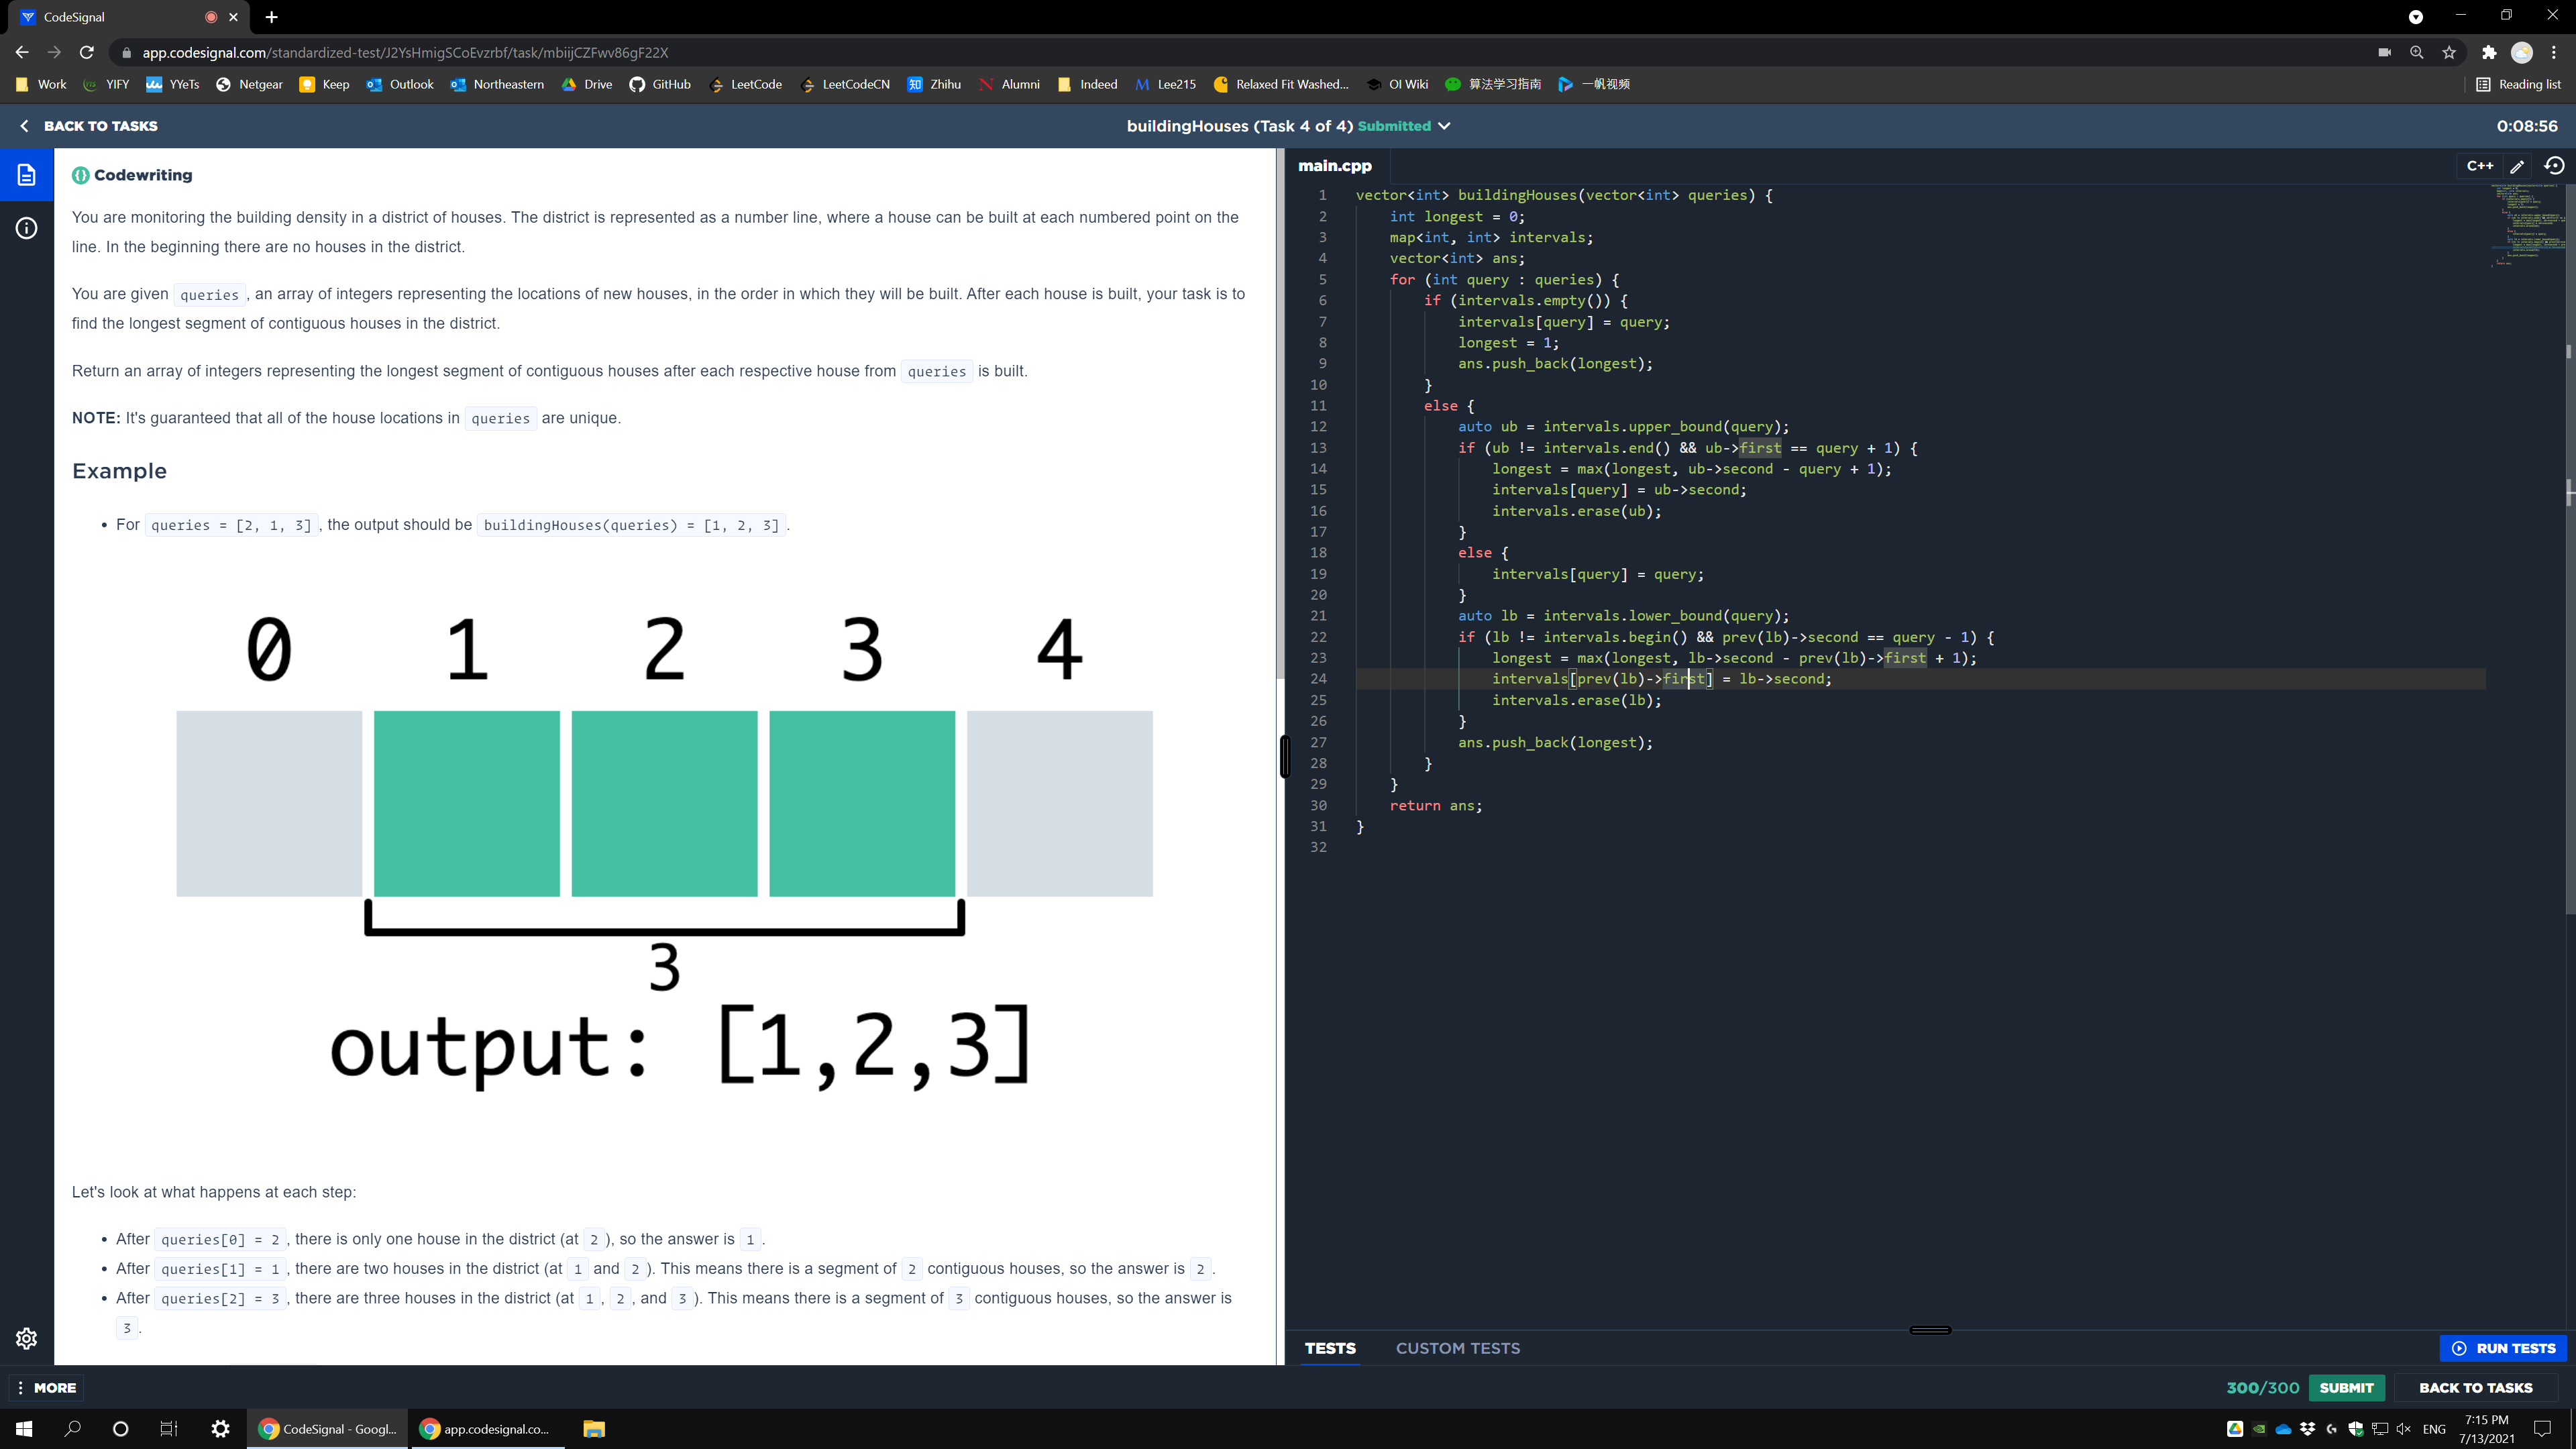 CodeSignal
app.codesignal.com/standardized-test/J2YsHmigSCoEvzrbf/task/mbiijCZFwv86gF22X
Work YIFY YYeTs Netgear Keep Outlook Northeastern Drive GitHub LeetCode LeetCodeCN Zhihu Alumni Indeed Lee215 Relaxed Fit Washed... OI Wiki 算法学习指南 一帆视频 Reading list
BACK TO TASKS
buildingHouses (Task 4 of 4) Submitted
0:08:56
Codewriting
You are monitoring the building density in a district of houses. The district is represented as a number line, where a house can be built at each numbered point on the
line. In the beginning there are no houses in the district.
You are given queries , an array of integers representing the locations of new houses, in the order in which they will be built. After each house is built, your task is to
find the longest segment of contiguous houses in the district.
Return an array of integers representing the longest segment of contiguous houses after each respective house from queries is built.
NOTE: It's guaranteed that all of the house locations in queries are unique.
Example
• For queries = [2, 1, 3] , the output should be buildingHouses(queries) = [1, 2, 3] .
0 1 2 3 4
3
output: [1,2,3]
Let's look at what happens at each step:
• After queries[0] = 2 , there is only one house in the district (at 2 ), so the answer is 1 .
• After queries[1] = 1 , there are two houses in the district (at 1 and 2 ). This means there is a segment of 2 contiguous houses, so the answer is 2 .
• After queries[2] = 3 , there are three houses in the district (at 1 , 2 , and 3 ). This means there is a segment of 3 contiguous houses, so the answer is
3 .
main.cpp
C++
1 vector<int> buildingHouses(vector<int> queries) {
2 int longest = 0;
3 map<int, int> intervals;
4 vector<int> ans;
5 for (int query : queries) {
6 if (intervals.empty()) {
7 intervals[query] = query;
8 longest = 1;
9 ans.push_back(longest);
10 }
11 else {
12 auto ub = intervals.upper_bound(query);
13 if (ub != intervals.end() && ub->first == query + 1) {
14 longest = max(longest, ub->second - query + 1);
15 intervals[query] = ub->second;
16 intervals.erase(ub);
17 }
18 else {
19 intervals[query] = query;
20 }
21 auto lb = intervals.lower_bound(query);
22 if (lb != intervals.begin() && prev(lb)->second == query - 1) {
23 longest = max(longest, lb->second - prev(lb)->first + 1);
24 intervals[prev(lb)->first] = lb->second;
25 intervals.erase(lb);
26 }
27 ans.push_back(longest);
28 }
29 }
30 return ans;
31 }
32
TESTS CUSTOM TESTS
RUN TESTS
MORE
300/300 SUBMIT BACK TO TASKS
CodeSignal - Googl... app.codesignal.co...
ENG
7:15 PM
7/13/2021